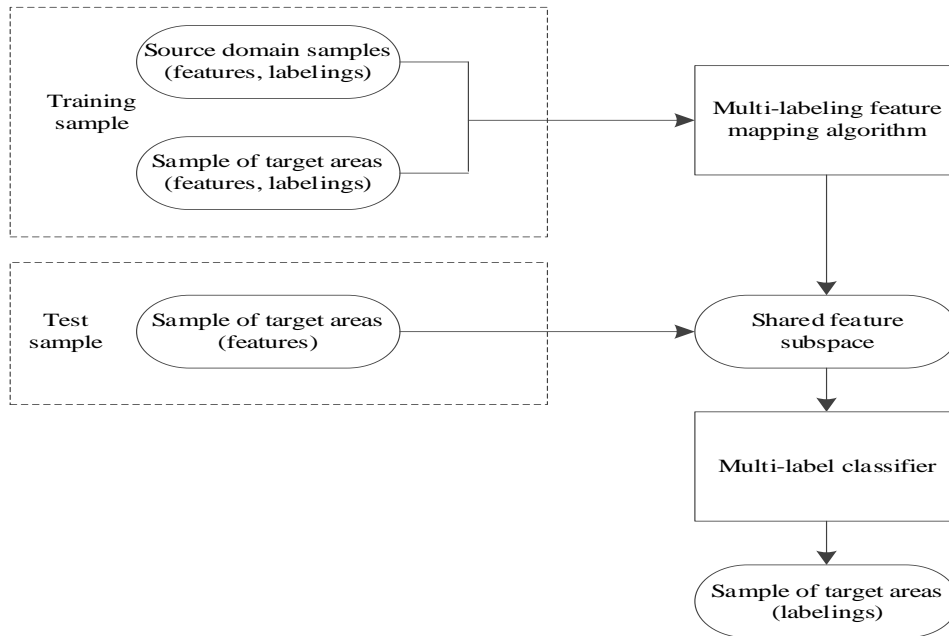 Source domain samples
(features, labelings)
Training
sample
Sample of target areas
(features, labelings)
Multi-labeling feature
mapping algorithm
Test
sample
Sample of target areas
(features)
Shared feature
subspace
Multi-label classifier
Sample of target areas
(labelings)